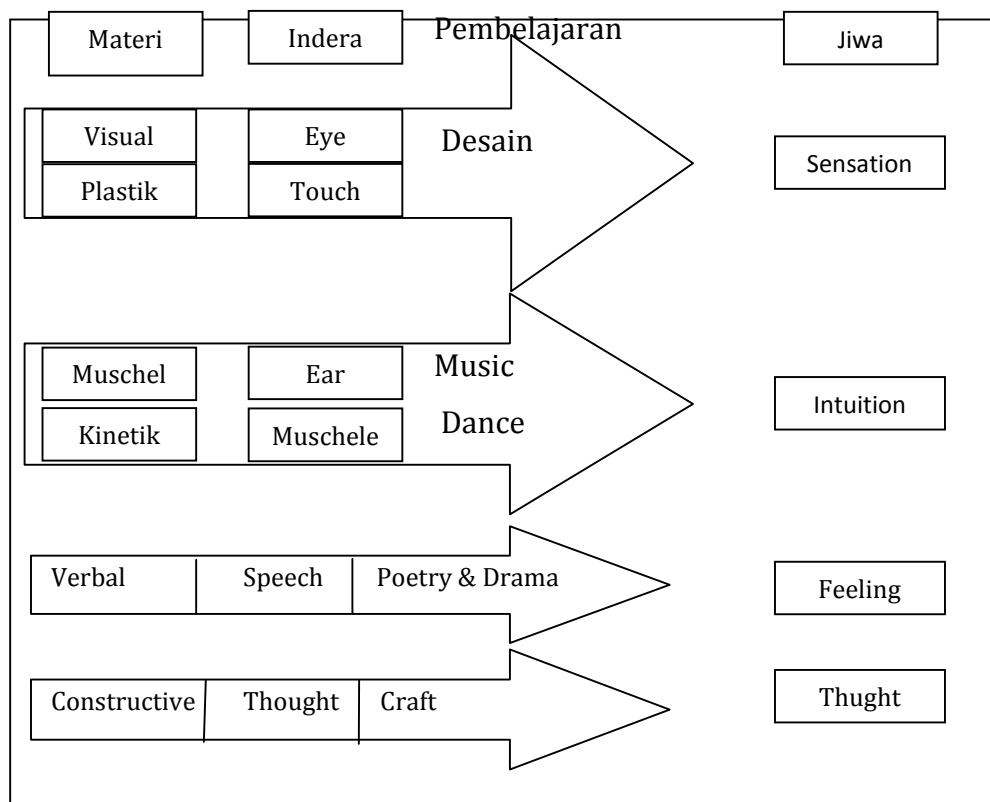 Materi Indera Pembelajaran Jiwa
Visual Eye Desain
Plastik Touch Sensation
Muschel Ear Music
Kinetik Muschele Dance Intuition
Verbal Speech Poetry & Drama Feeling
Constructive Thought Craft Thught